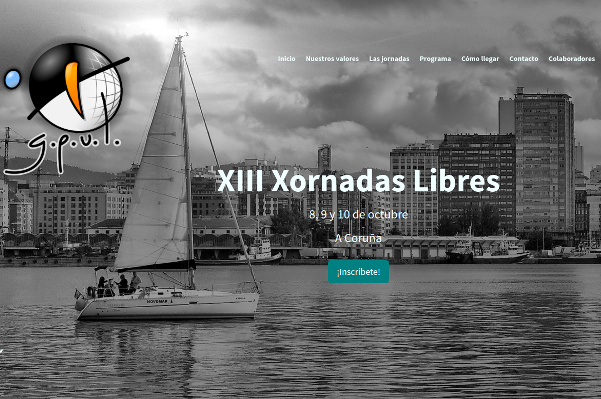 Inicio Nuestros valores Las jornadas Programa Cómo llegar Contacto Colaboradores
g.p.u.l.
XIII Xornadas Libres
8, 9 y 10 de octubre
A Coruña
¡Inscríbete!